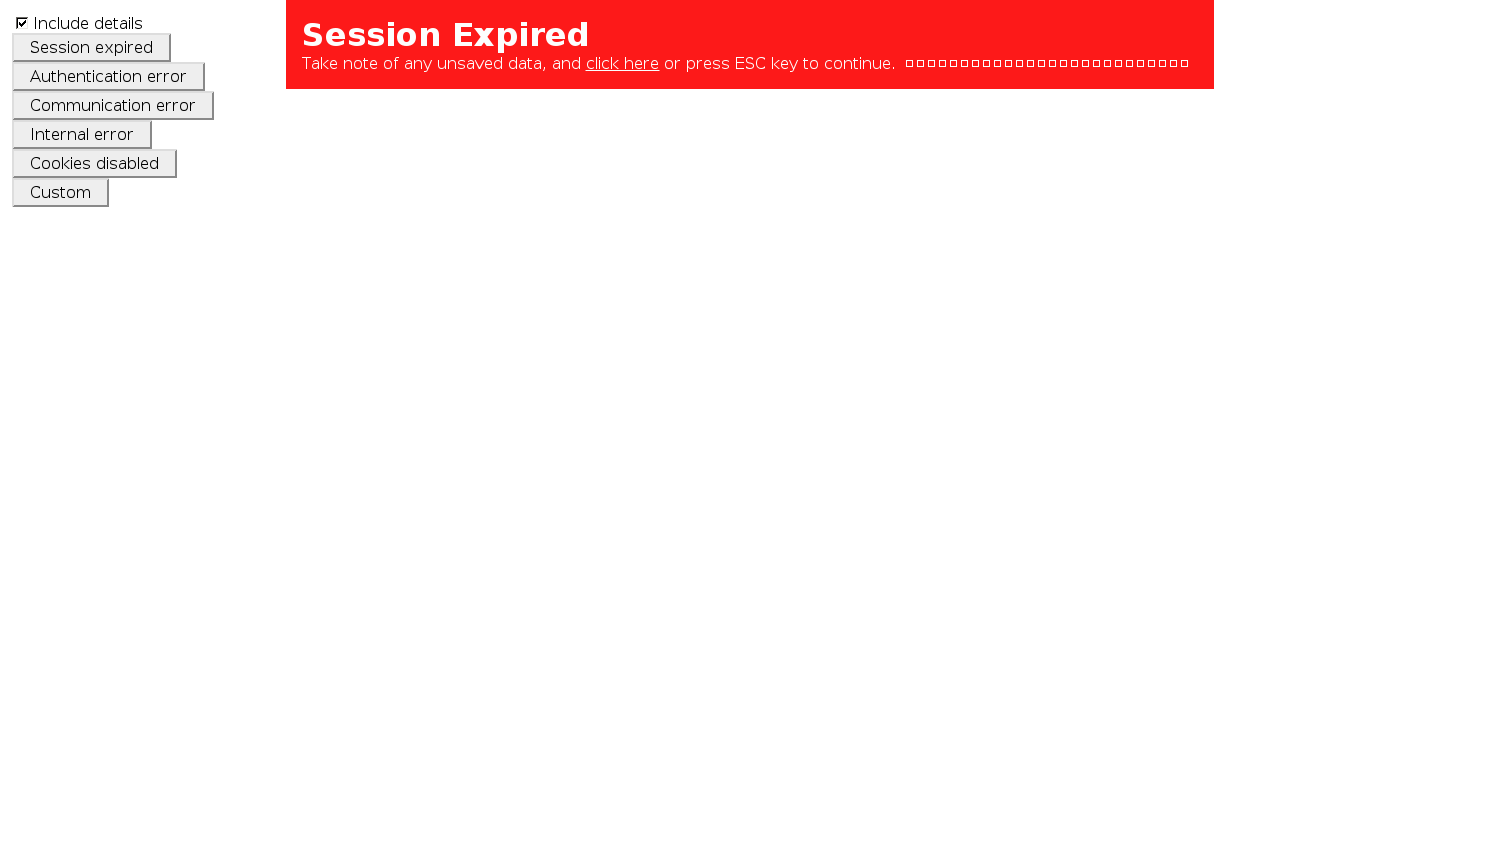 Include details
Session expired
Authentication error
Communication error
Internal error
Cookies disabled
Custom
Session Expired
Take note of any unsaved data, and click here or press ESC key to continue.